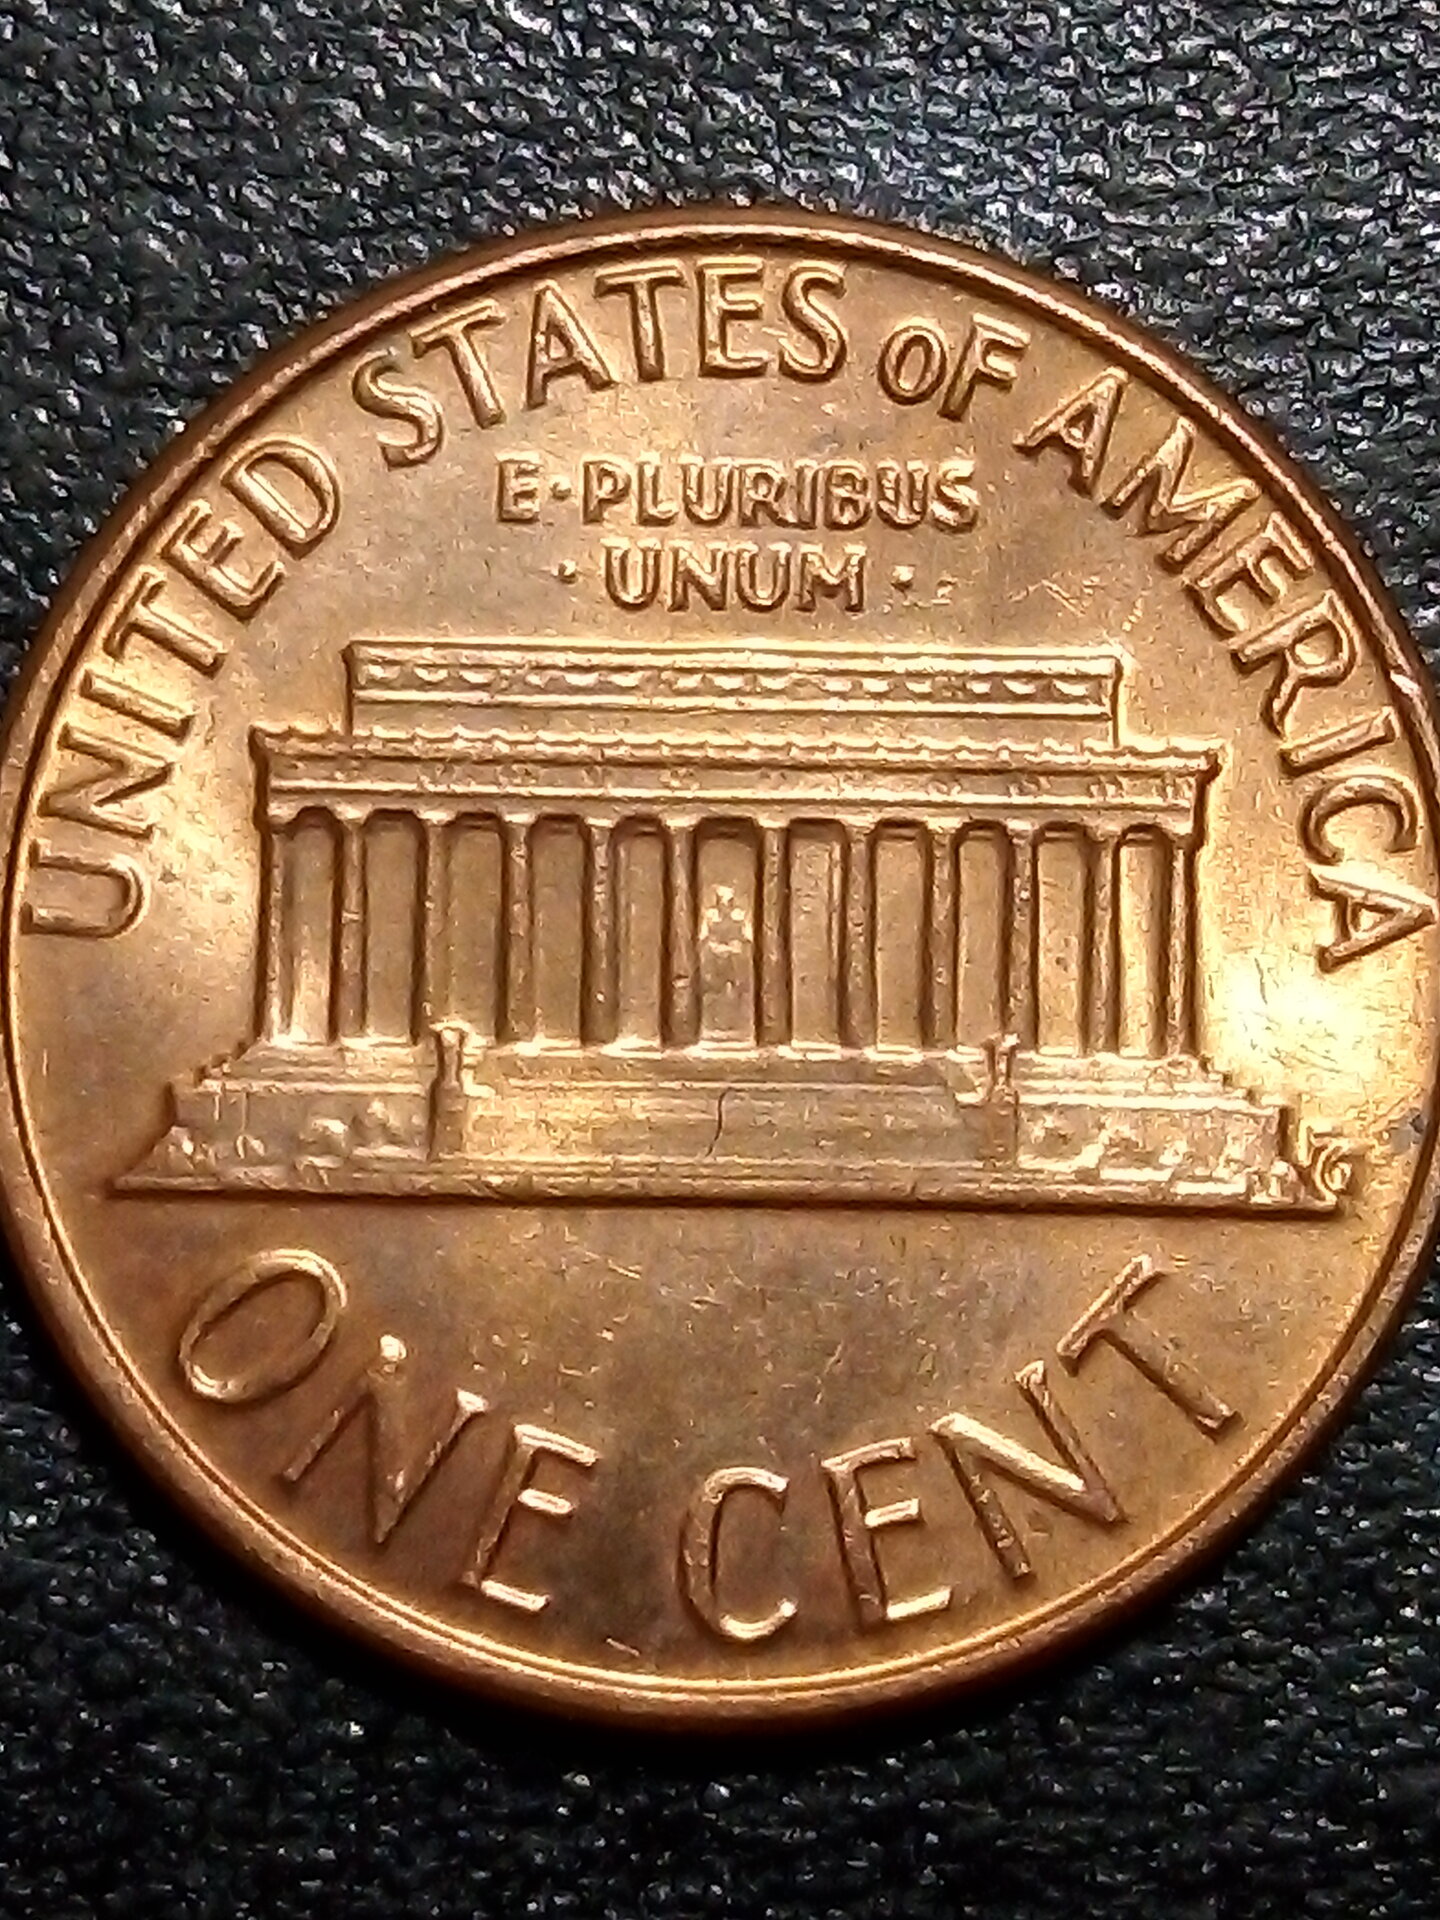 UNITED STATES OF AMERICA
E·PLURIBUS
·UNUM·
ONE CENT